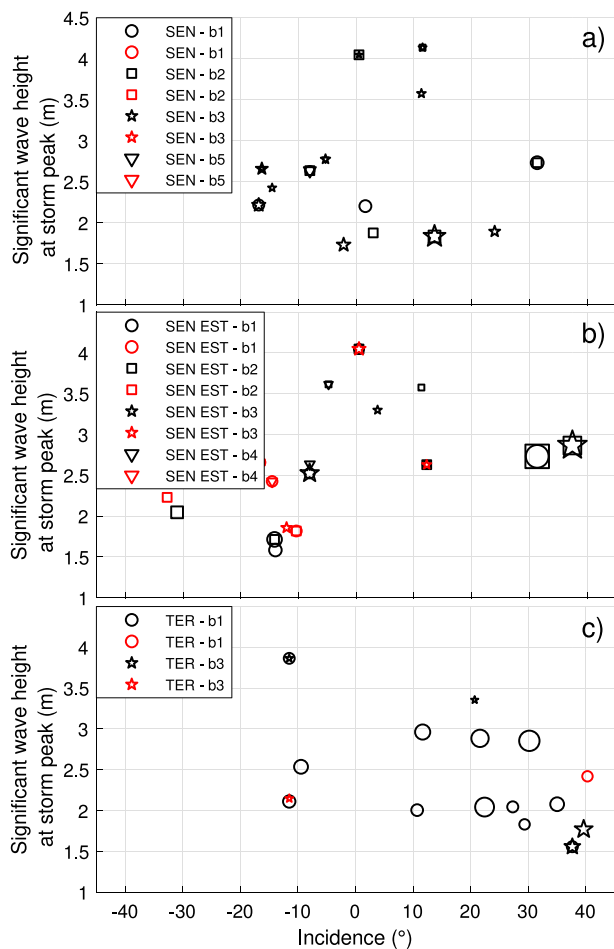 4.5
4
3.5
3
2.5
2
1.5
1
Significant wave height
at storm peak (m)
a)
SEN - b1
SEN - b1
SEN - b2
SEN - b2
SEN - b3
SEN - b3
SEN - b5
SEN - b5
4
3.5
3
2.5
2
1.5
1
Significant wave height
at storm peak (m)
b)
SEN EST - b1
SEN EST - b1
SEN EST - b2
SEN EST - b2
SEN EST - b3
SEN EST - b3
SEN EST - b4
SEN EST - b4
4
3.5
3
2.5
2
1.5
1
Significant wave height
at storm peak (m)
c)
TER - b1
TER - b1
TER - b3
TER - b3
-40 -30 -20 -10 0 10 20 30 40
Incidence (°)